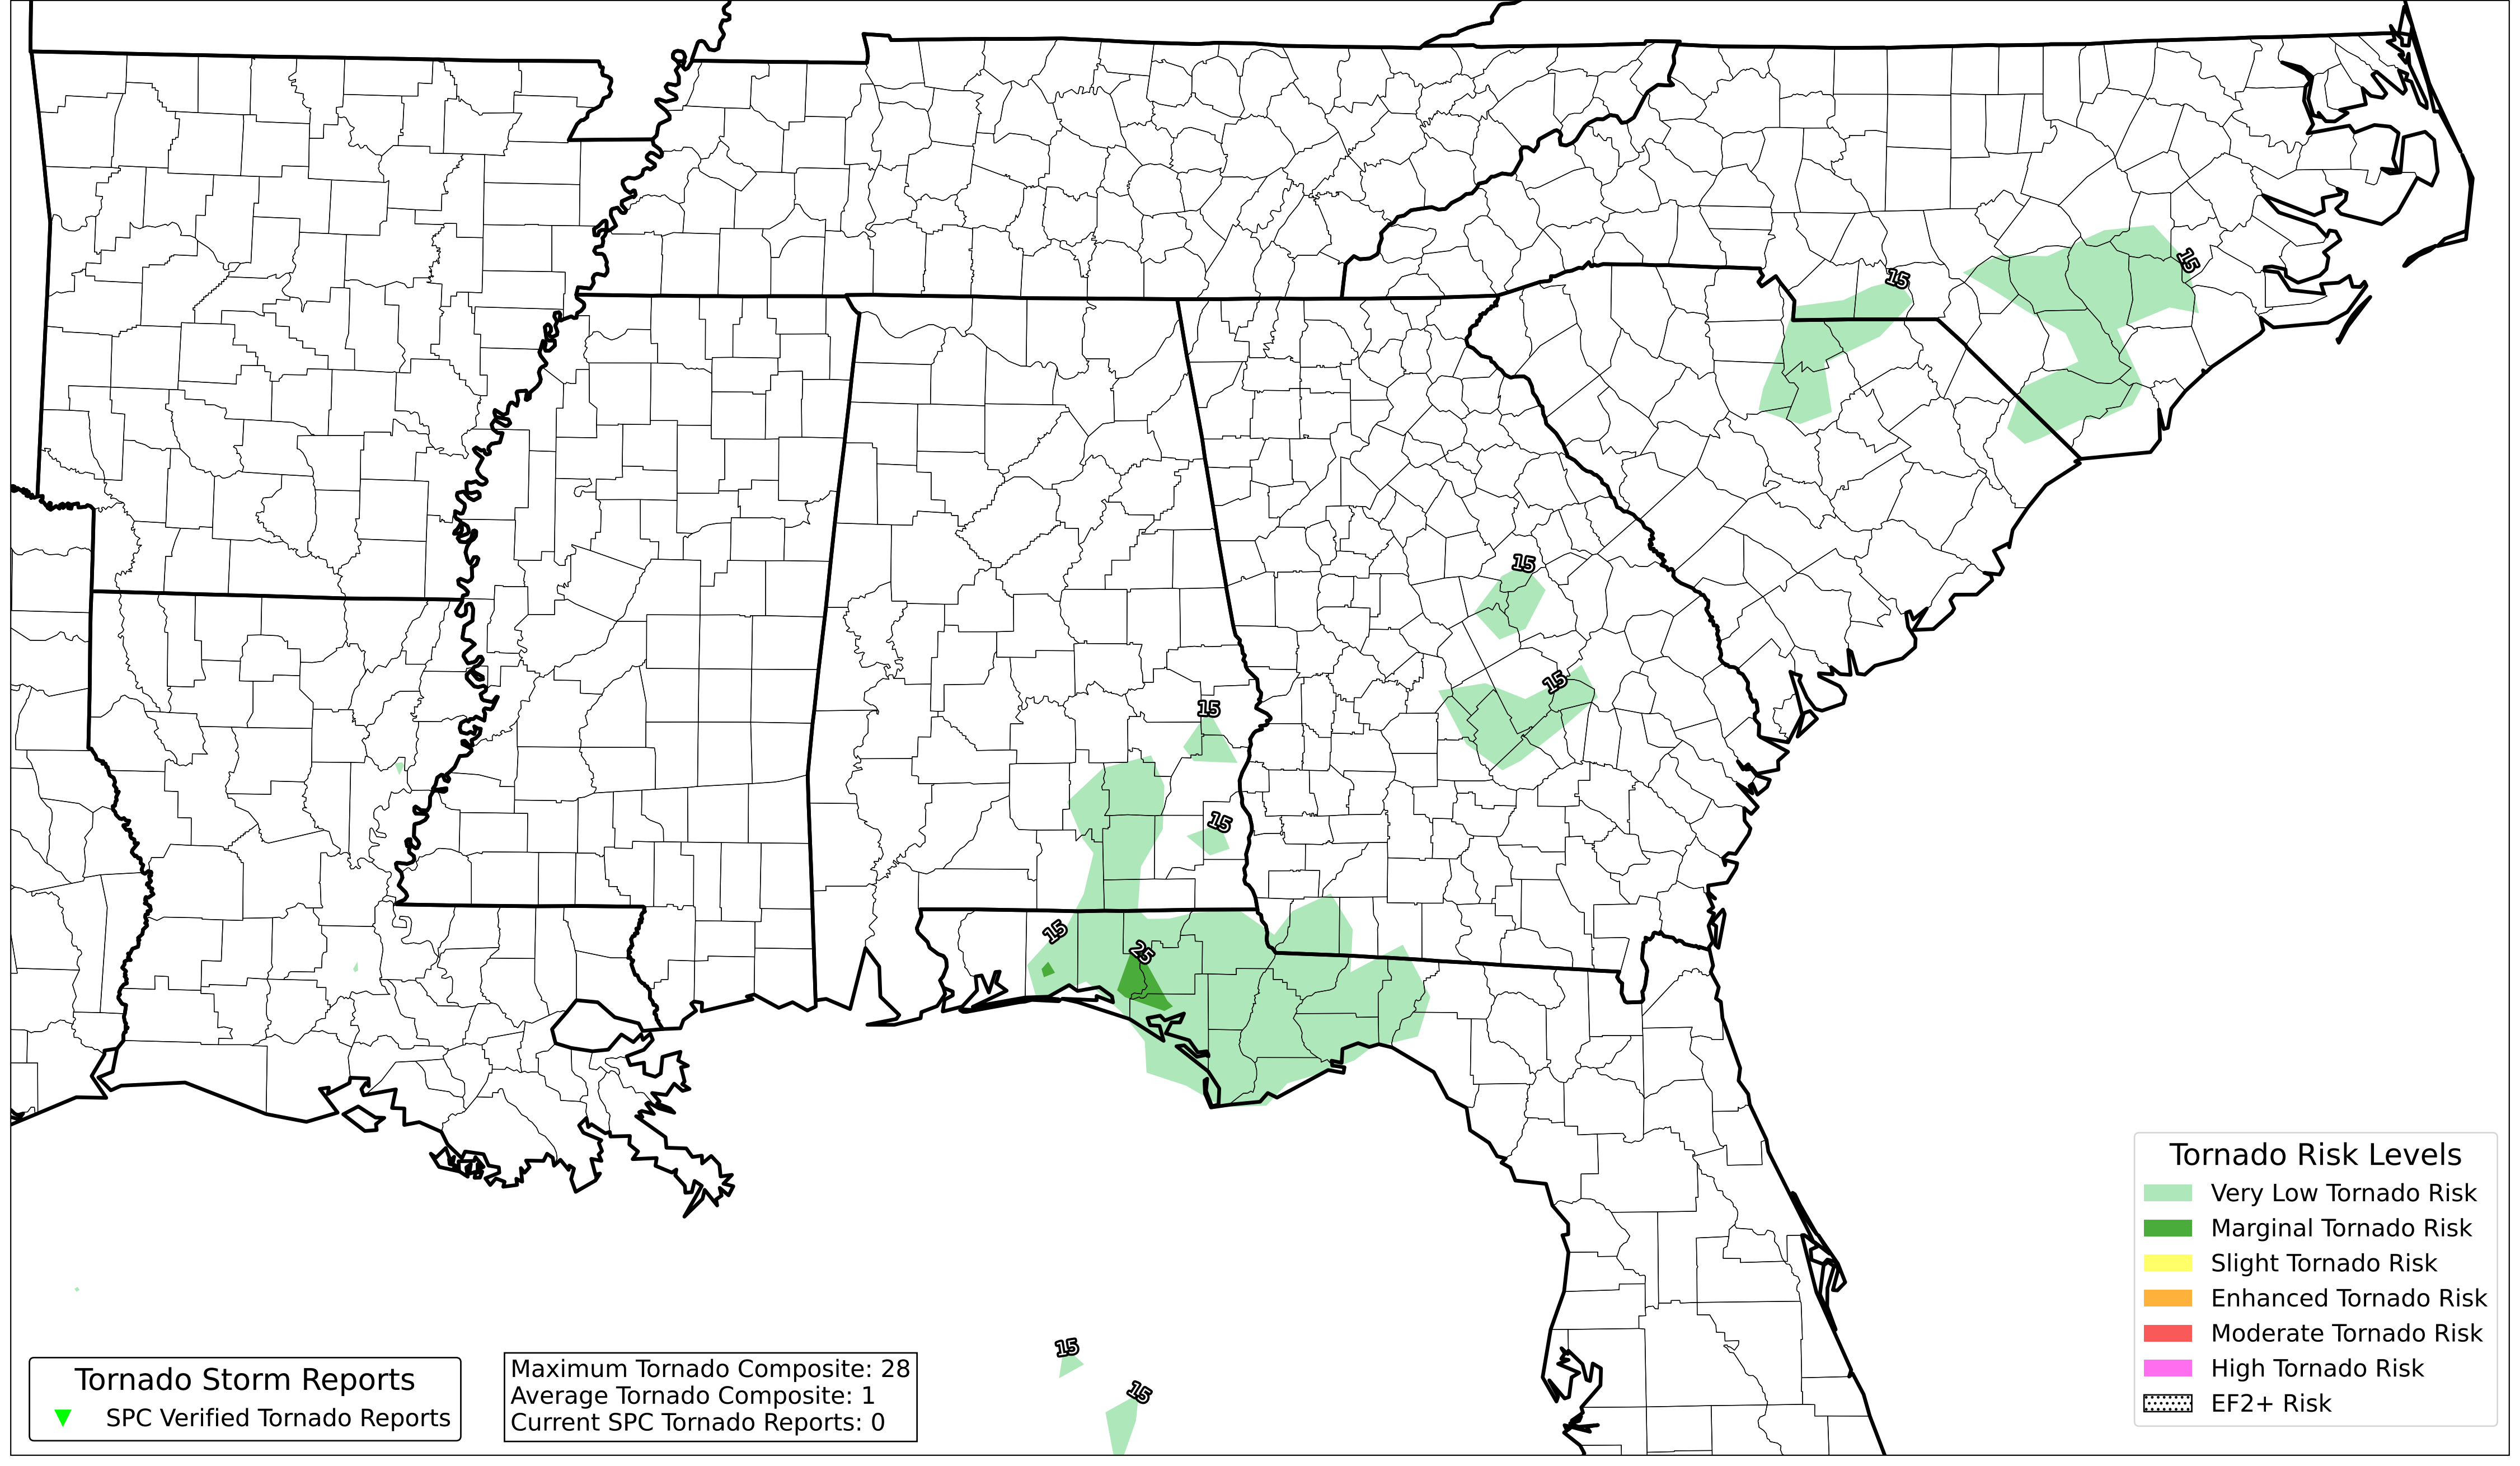 15
15
15
15
15
15
15
25
Tornado Risk Levels
Very Low Tornado Risk
Marginal Tornado Risk
Slight Tornado Risk
Enhanced Tornado Risk
Moderate Tornado Risk
High Tornado Risk
EF2+ Risk
15
15
Tornado Storm Reports
SPC Verified Tornado Reports
Maximum Tornado Composite: 28
Average Tornado Composite: 1
Current SPC Tornado Reports: 0